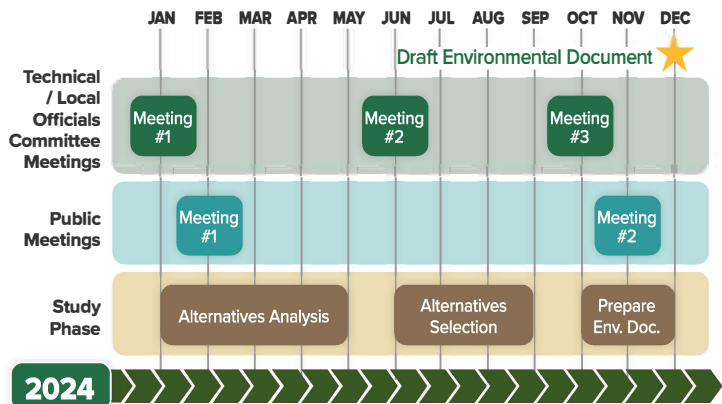 JAN FEB MAR APR MAY JUN JUL AUG SEP OCT NOV DEC
Draft Environmental Document
Technical
/ Local
Officials
Committee
Meetings
Meeting
#1
Meeting
#2
Meeting
#3
Public
Meetings
Meeting
#1
Meeting
#2
Study
Phase
Alternatives Analysis
Alternatives
Selection
Prepare
Env. Doc.
2024